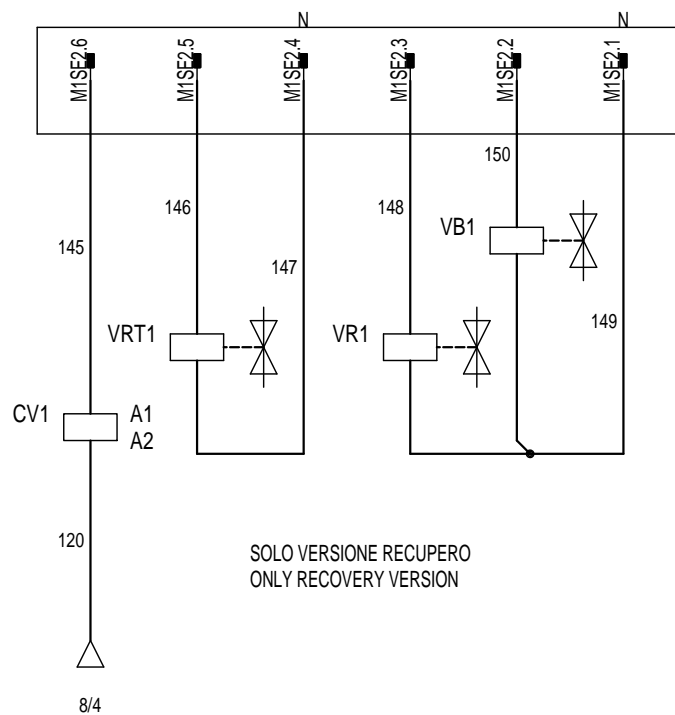 N
N
M1SE2.6
M1SE2.5
M1SE2.4
M1SE2.3
M1SE2.2
M1SE2.1
150
146
148
VB1
145
147
149
VRT1
VR1
CV1
A1
A2
120
SOLO VERSIONE RECUPERO
ONLY RECOVERY VERSION
8/4